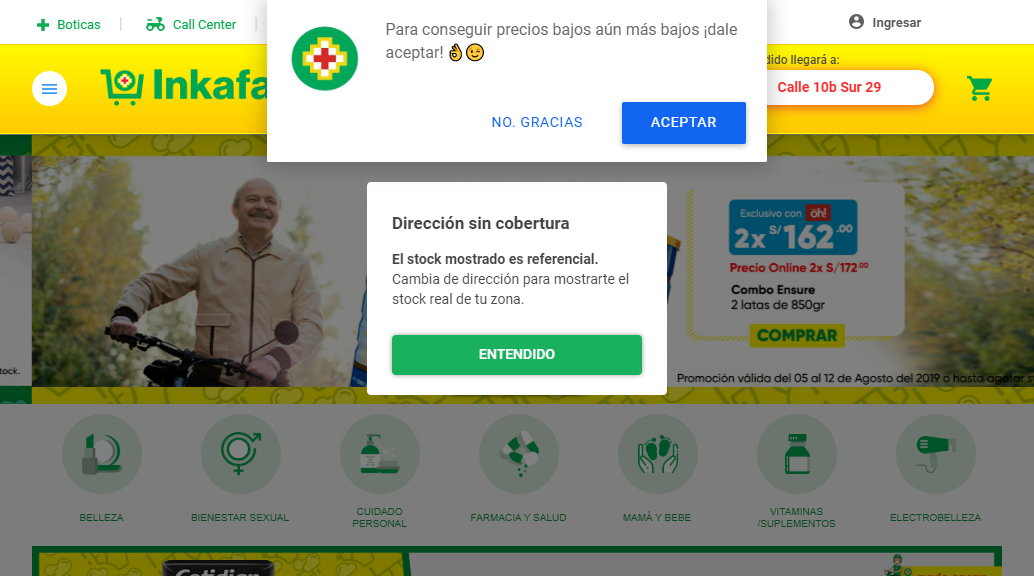 Boticas
Call Center
Para conseguir precios bajos aún más bajos ¡dale
aceptar! 👌😉
NO. GRACIAS
ACEPTAR
Ingresar
Inkafa
dido llegará a:
Calle 10b Sur 29
Dirección sin cobertura
El stock mostrado es referencial.
Cambia de dirección para mostrarte el
stock real de tu zona.
ENTENDIDO
Exclusivo con oh!
2x S/162.00
Precio Online 2x S/172.00
Combo Ensure
2 latas de 850gr
COMPRAR
tock.
Promoción válida del 05 al 12 de Agosto del 2019 o hasta agotar st
BELLEZA
BIENESTAR SEXUAL
CUIDADO
PERSONAL
FARMACIA Y SALUD
MAMÁ Y BEBE
VITAMINAS
/SUPLEMENTOS
ELECTROBELLEZA
Cotidian